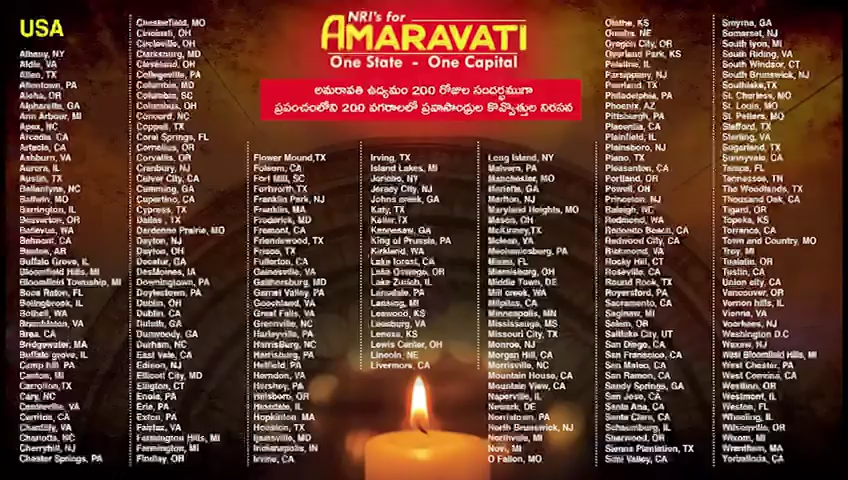 USA
NRI's for
AMARAVATI
One State - One Capital
అమరావతి ఉద్యమం 200 రోజుల సందర్భముగా
ప్రపంచంలోని 200 నగరాలలో ప్రవాసాంధ్రుల కొవ్వొత్తుల నిరసన
Albany, NY
Aldie, VA
Allen, TX
Allentown, PA
Aloha, OR
Alpharetta, GA
Ann Arbour, MI
Apex, NC
Arcadia, CA
Artesia, CA
Ashburn, VA
Aurora, IL
Austin, TX
Ballantyne, NC
Baldwin, MO
Barrington, IL
Beaverton, OR
Bellevue, WA
Belmont, CA
Benton, AR
Buffalo Grove, IL
Bloomfield Hills, MI
Bloomfield Township, MI
Boca Raton, FL
Bolingbrook, IL
Bothell, WA
Brambleton, VA
Brea, CA
Bridgewater, MA
Buffalo grove, IL
Camp hill, PA
Canton, MI
Carrolton,TX
Cary, NC
Centreville, VA
Cerritos, CA
Chantilly, VA
Charlotte, NC
Cherryhill, NJ
Chester Springs, PA
Chesterfield, MO
Cincinati, OH
Circleville, OH
Clarksburg, MD
Cleveland, OH
Collegeville, PA
Columbia, MD
Columbia, SC
Columbus, OH
Concord, NC
Coppell, TX
Coral Springs, FL
Cornelius, OR
Corvallis, OR
Cranbury, NJ
Culver City, CA
Cumming, GA
Cupertino, CA
Cypress, TX
Dallas , TX
Dardenne Prairie, MO
Dayton, NJ
Dayton, OH
Decatur, GA
DesMoines, IA
Downingtown, PA
Doylestown, PA
Dublin, OH
Dublin, CA
Duluth, GA
Dunwoody, GA
Durham, NC
East Vale, CA
Edison, NJ
Ellicott City, MD
Ellington, CT
Enola, PA
Erie, PA
Exton, PA
Fairfax, VA
Farmington Hills, MI
Farmington, MI
Findlay, OH
Flower Mound,TX
Folsom, CA
Fort Mill, SC
Fortworth TX
Franklin Park, NJ
Franklin, MA
Frederick, MD
Fremont, CA
Friendswood, TX
Frisco, TX
Fullerton, CA
Gainesville, VA
Gaithersburg, MD
Garnet Valley, PA
Goochland, VA
Great Falls, VA
Greenville, NC
Harleyville, PA
HarrisBurg, NC
Harrisburg, PA
Hatfield, PA
Herndon, VA
Hershey, PA
Hillsboro, OR
Hinsdale, IL
Hopkinton, MA
Houston, TX
Ijamsville, MD
Indianapolis, IN
Irvine, CA
Irving, TX
Island Lakes, MI
Jericho, NY
Jersey City, NJ
Johns creek, GA
Katy, TX
Keller, TX
Kennesaw, GA
King of Prussia, PA
Kirkland, WA
Lake forest, CA
Lake Oswego, OR
Lake Zurich, IL
Lansdale, PA
Lansing, MI
Leawood, KS
Leesburg, VA
Lenexa, KS
Lewis Center, OH
Lincoln, NE
Livermore, CA
Long Island, NY
Malvern, PA
Manchester, MO
Marietta, GA
Marlton, NJ
Maryland Heights, MO
Mason, OH
McKinney,TX
Mclean, VA
Mechanicsburg, PA
Miami, FL
Miamisburg, OH
Middle Town, DE
Mill creek, WA
Milpitas, CA
Minneapolis, MN
Mississauga, MS
Missouri City, TX
Monroe, NJ
Morgan Hill, CA
Morrisville, NC
Mountain House, CA
Mountain View, CA
Naperville, IL
Newark, DE
Norristown, PA
North Brunswick, NJ
Northville, MI
Novi, MI
O Fallon, MO
Olathe, KS
Omaha, NE
Oregon City, OR
Overland Park, KS
Palatine, IL
Parsippany, NJ
Pearland, TX
Philadelphia, PA
Phoenix, AZ
Pittsburgh, PA
Placentia, CA
Plainfield, IL
Plainsboro, NJ
Plano, TX
Pleasanton, CA
Portland, OR
Powell, OH
Princeton, NJ
Raleigh, NC
Redmond, WA
Redondo Beach, CA
Redwood City, CA
Richmond, VA
Rocky Hill, CT
Roseville, CA
Round Rock, TX
Royersford, PA
Sacramento, CA
Saginaw, MI
Salem, OR
Saltlake City, UT
San Diego, CA
San Fransisco, CA
San Mateo, CA
San Ramon, CA
Sandy Springs, GA
San Jose, CA
Santa Ana, CA
Santa Clara, CA
Schaumburg, IL
Sherwood, OR
Sienna Plantation, TX
Simi Valley, CA
Smyrna, GA
Somerset, NJ
South lyon, MI
South Riding, VA
South Windsor, CT
South Brunswick, NJ
Southlake,TX
St. Charles, MO
St. Louis, MO
St. Peters, MO
Stafford, TX
Sterling, VA
Sugarland, TX
Sunnyvale, CA
Tampa, FL
Tennessee, TN
The Woodlands, TX
Thousand Oak, CA
Tigard, OR
Topeka, KS
Torrance, CA
Town and Country, MO
Troy, MI
Tualatin, OR
Tustin, CA
Union city, CA
Vancouver, OR
Vernon hills, IL
Vienna, VA
Voorhees, NJ
Washington D.C
Waxaw, NJ
West Bloomfield Hills, MI
West Chester, PA
West Convina, CA
Westlinn, OR
Westmont, IL
Weston, FL
Wheeling, IL
Wilsonville, OR
Wixom, MI
Wrentham, MA
Yorbalinda, CA